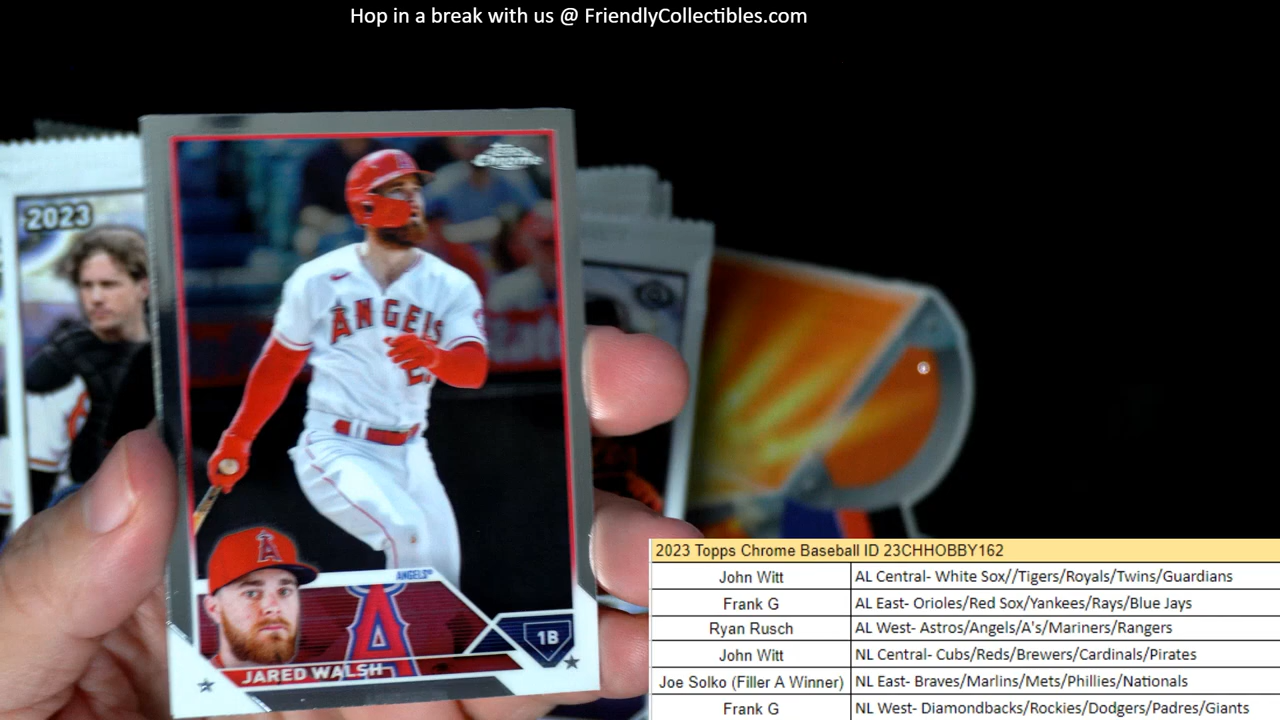 Hop in a break with us @ FriendlyCollectibles.com
2023
Topps
Chrome
ANGELS
ANGELS®
A
1B
JARED WALSH
2023 Topps Chrome Baseball ID 23CHHOBBY162
John Witt AL Central- White Sox//Tigers/Royals/Twins/Guardians
Frank G AL East- Orioles/Red Sox/Yankees/Rays/Blue Jays
Ryan Rusch AL West- Astros/Angels/A's/Mariners/Rangers
John Witt NL Central- Cubs/Reds/Brewers/Cardinals/Pirates
Joe Solko (Filler A Winner) NL East- Braves/Marlins/Mets/Phillies/Nationals
Frank G NL West- Diamondbacks/Rockies/Dodgers/Padres/Giants